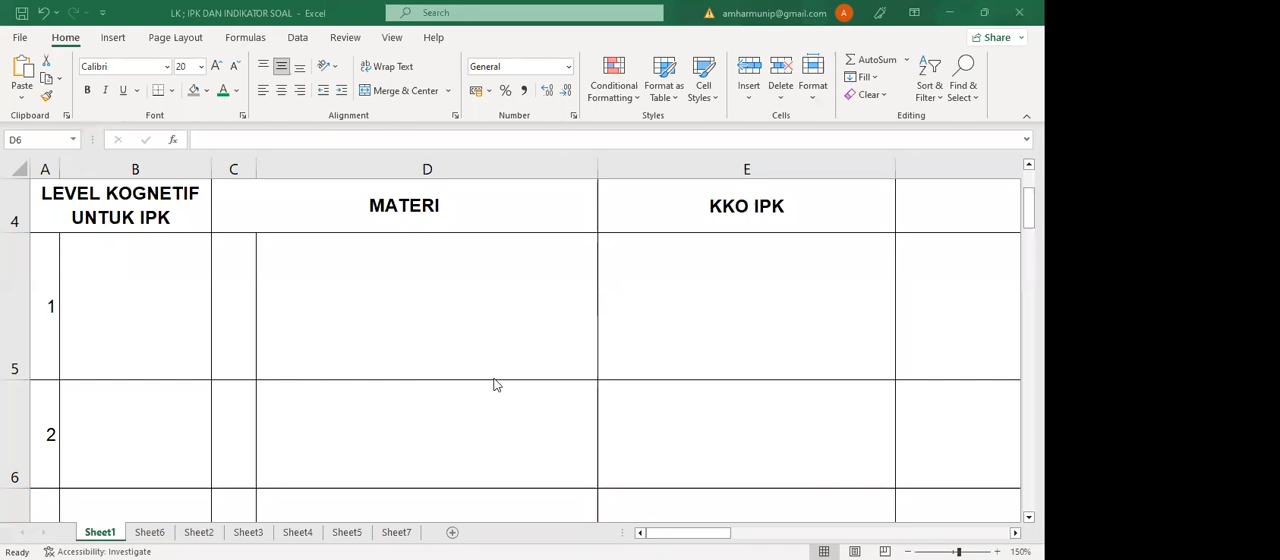 LK ; IPK DAN INDIKATOR SOAL - Excel
Search
amharmunip@gmail.com
A
File Home Insert Page Layout Formulas Data Review View Help
Share
Calibri 20 A A Wrap Text General
Paste
B I U A Merge & Center % ,
Conditional Formatting
Format as Table
Cell Styles
Insert Delete Format
AutoSum
Fill
Clear
Sort & Filter
Find & Select
Clipboard Font Alignment Number Styles Cells Editing
D6 fx
A B C D E
4
LEVEL KOGNETIF
UNTUK IPK
MATERI
KKO IPK
1
5
2
6
Sheet1 Sheet6 Sheet2 Sheet3 Sheet4 Sheet5 Sheet7
Ready Accessibility: Investigate 150%